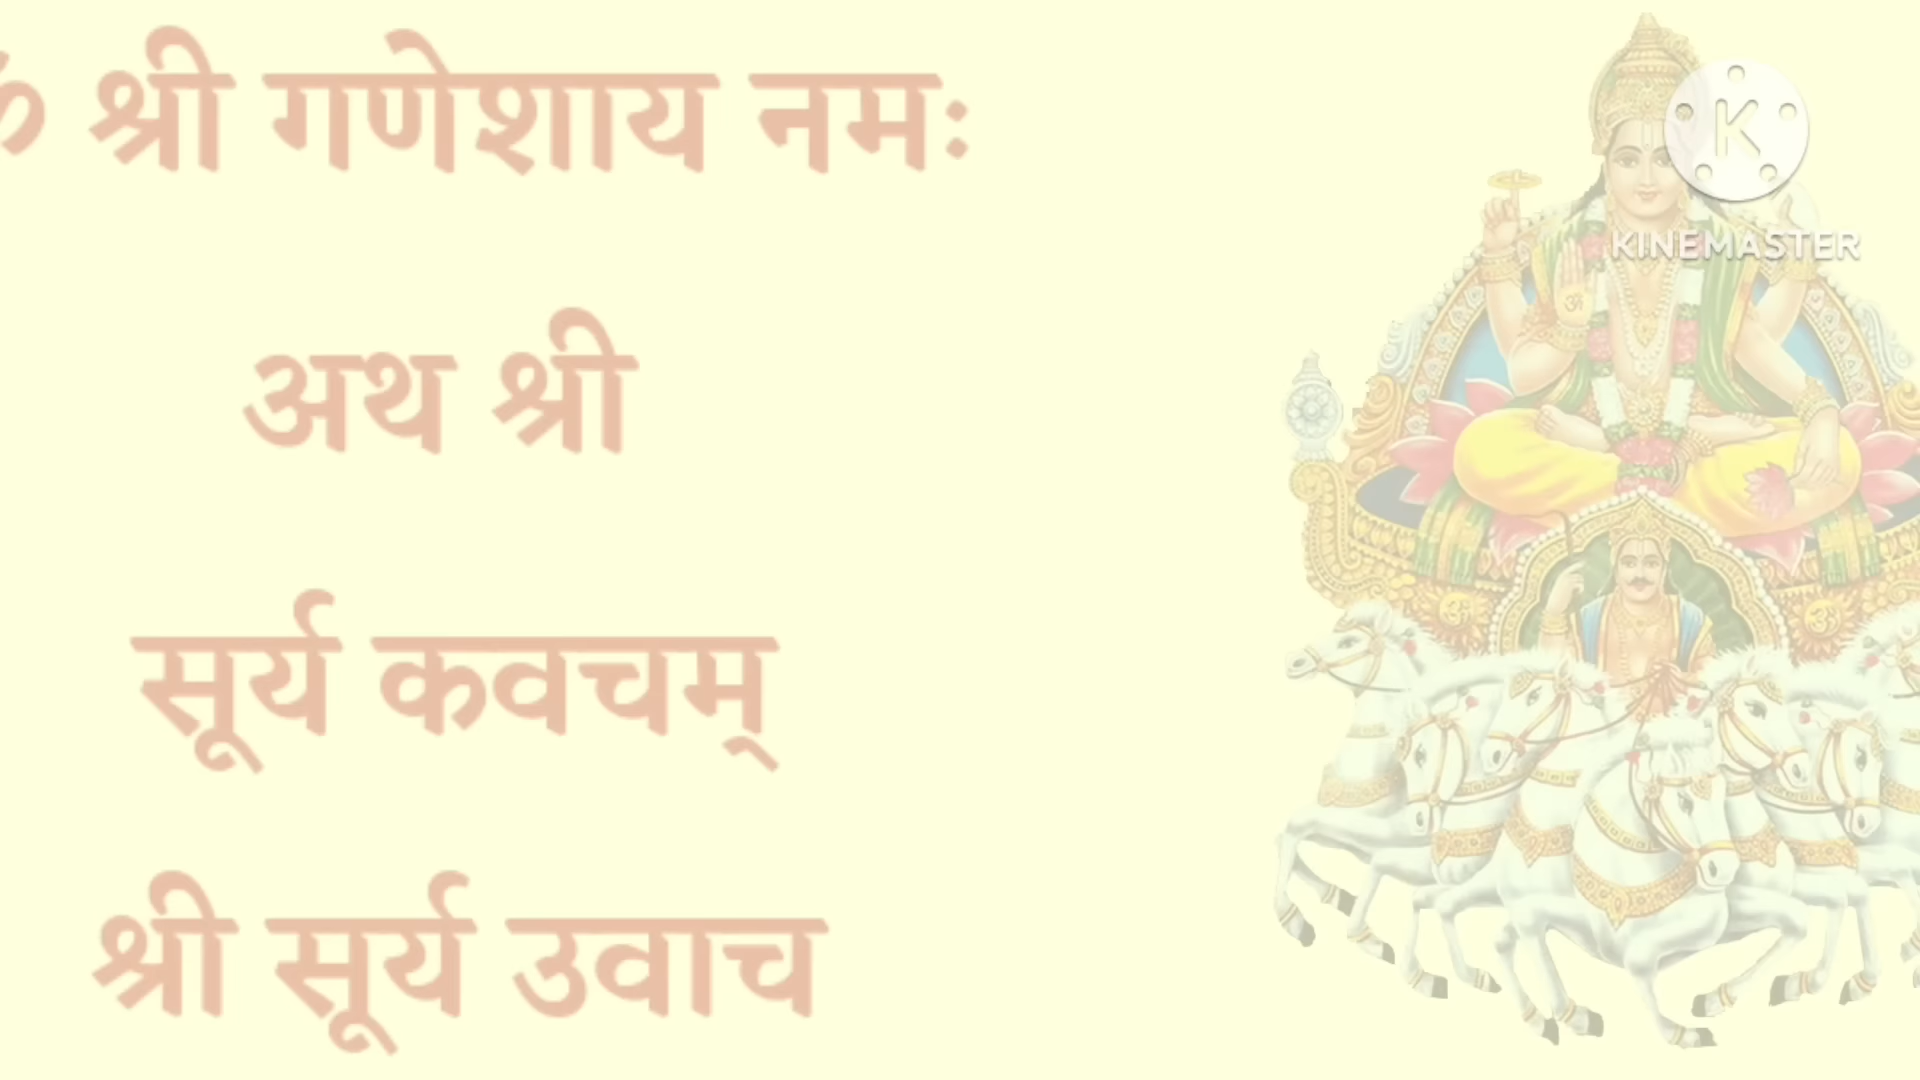 ॐ श्री गणेशाय नमः
अथ श्री
सूर्य कवचम्
श्री सूर्य उवाच
K
KINEMASTER